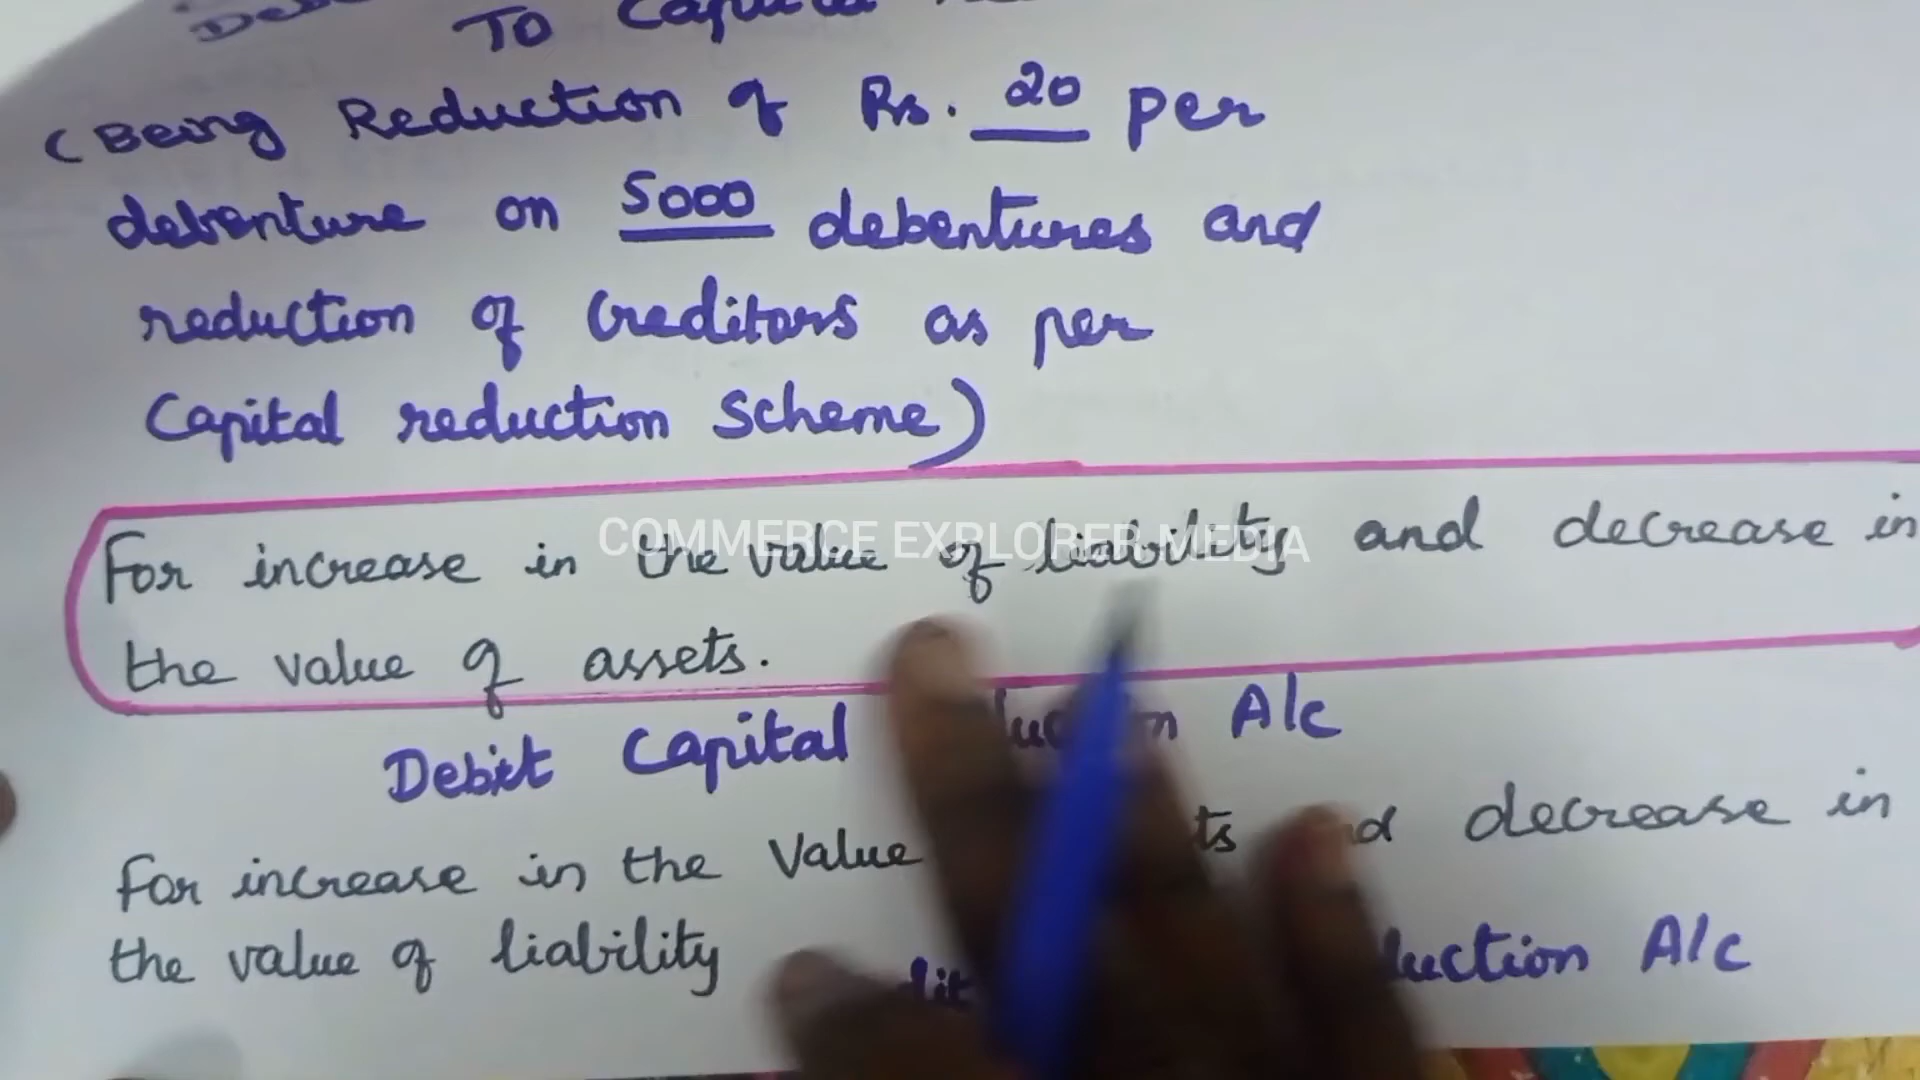 To
(Being Reduction of Rs. 20 per
debenture on 5000 debentures and
reduction of Creditors as per
Capital reduction Scheme)
COMMERCE EXPLORER MEDIA
For increase in the value of liability and decrease in
the value of assets.
Debit Capital A/c
For increase in the Value decrease in
the value of liability
A/c